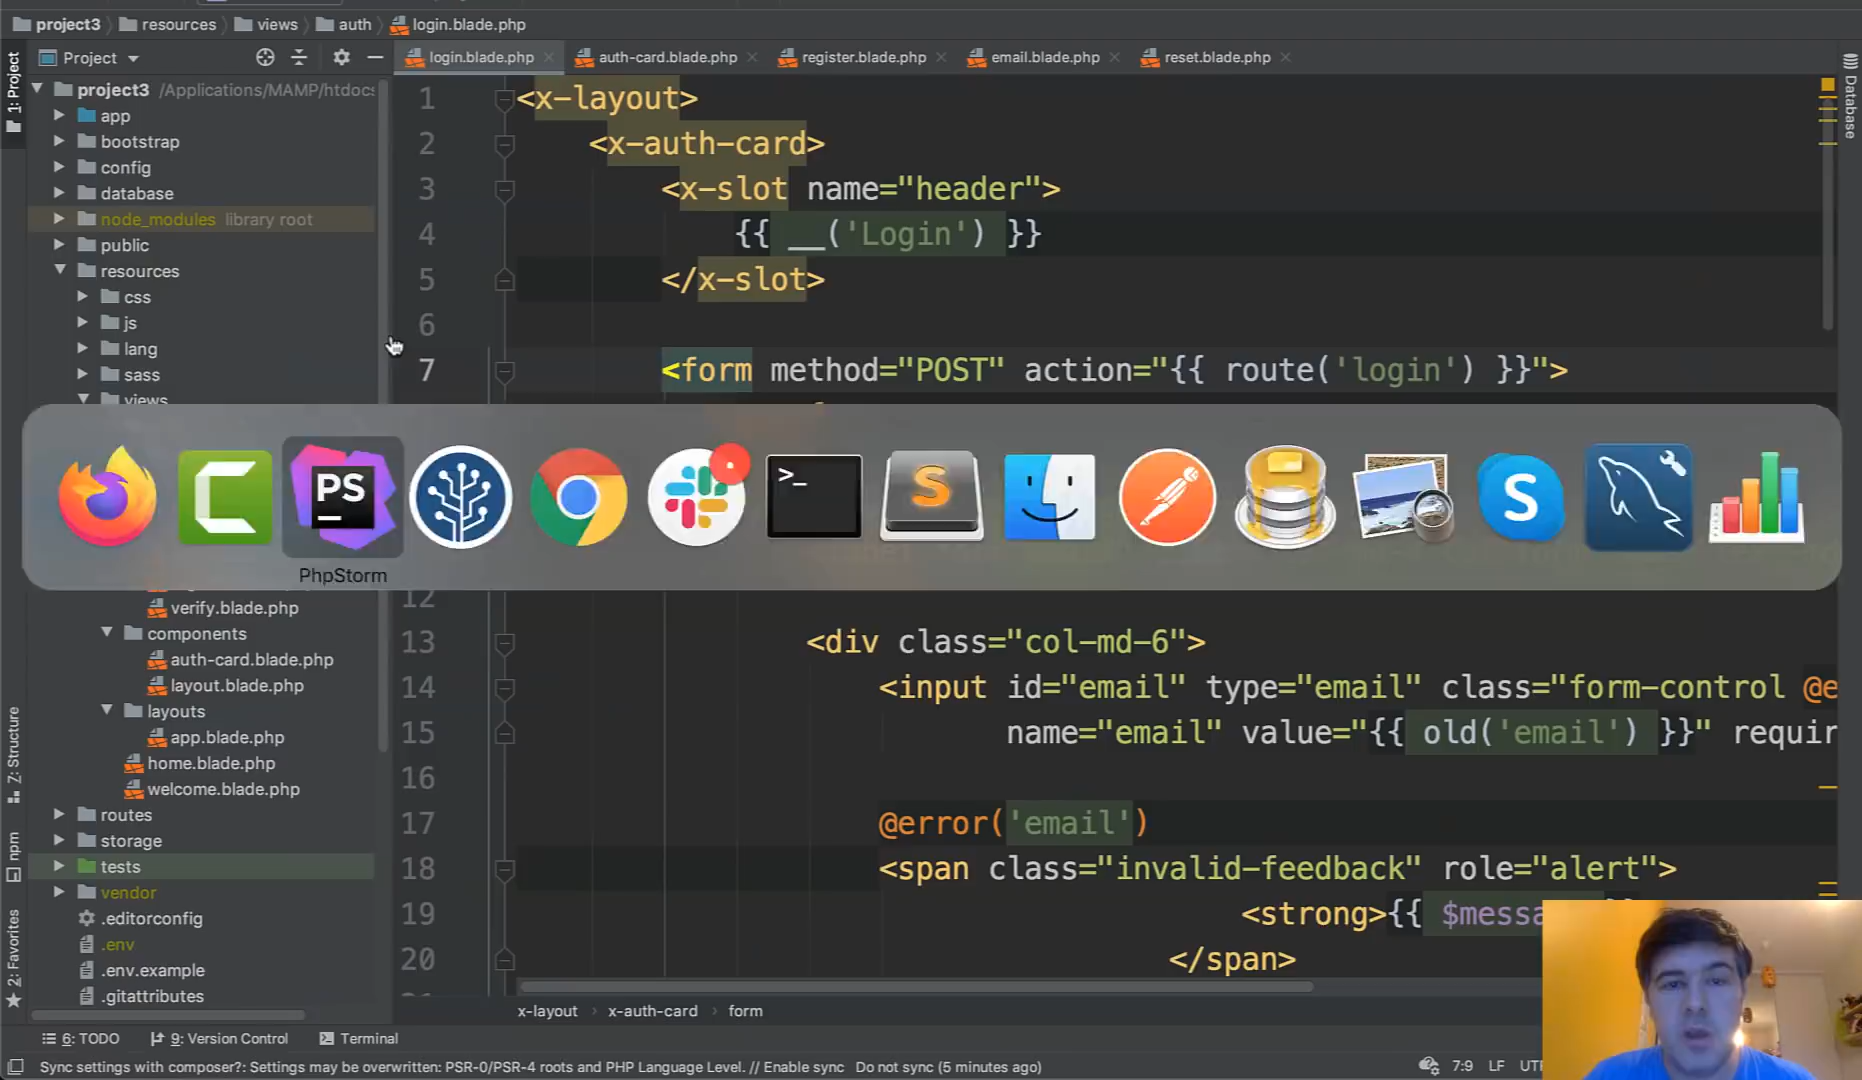 project3 resources views auth login.blade.php
1: Project
Project
login.blade.php auth-card.blade.php register.blade.php email.blade.php reset.blade.php
Database
project3 /Applications/MAMP/htdocs
app
bootstrap
config
database
node_modules library root
public
resources
css
js
lang
sass
views
1 <x-layout>
2 <x-auth-card>
3 <x-slot name="header">
4 {{ __('Login') }}
5 </x-slot>
6
7 <form method="POST" action="{{ route('login') }}">
PS
>_
S
S
PhpStorm
verify.blade.php
components
auth-card.blade.php
layout.blade.php
layouts
app.blade.php
home.blade.php
welcome.blade.php
routes
storage
tests
vendor
.editorconfig
.env
.env.example
.gitattributes
12
13 <div class="col-md-6">
14 <input id="email" type="email" class="form-control @e
15 name="email" value="{{ old('email') }}" requir
16
17 @error('email')
18 <span class="invalid-feedback" role="alert">
19 <strong>{{ $messa
20 </span>
7: Structure
npm
2: Favorites
x-layout > x-auth-card > form
6: TODO 9: Version Control Terminal
Sync settings with composer?: Settings may be overwritten: PSR-0/PSR-4 roots and PHP Language Level. // Enable sync Do not sync (5 minutes ago)
7:9 LF UT